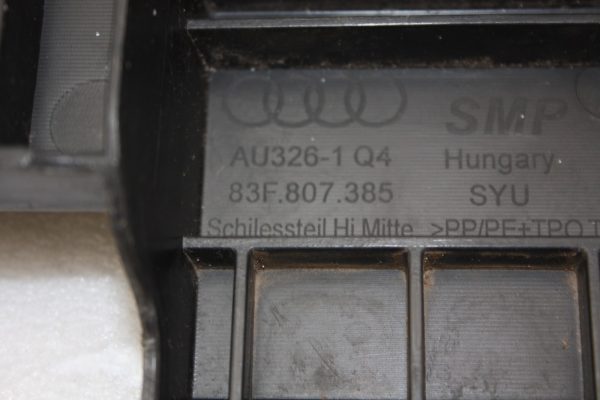 SMP
AU326-1 Q4 Hungary
83F.807.385 SYU
Schilessteil Hi Mitte >PP/PE+TPO